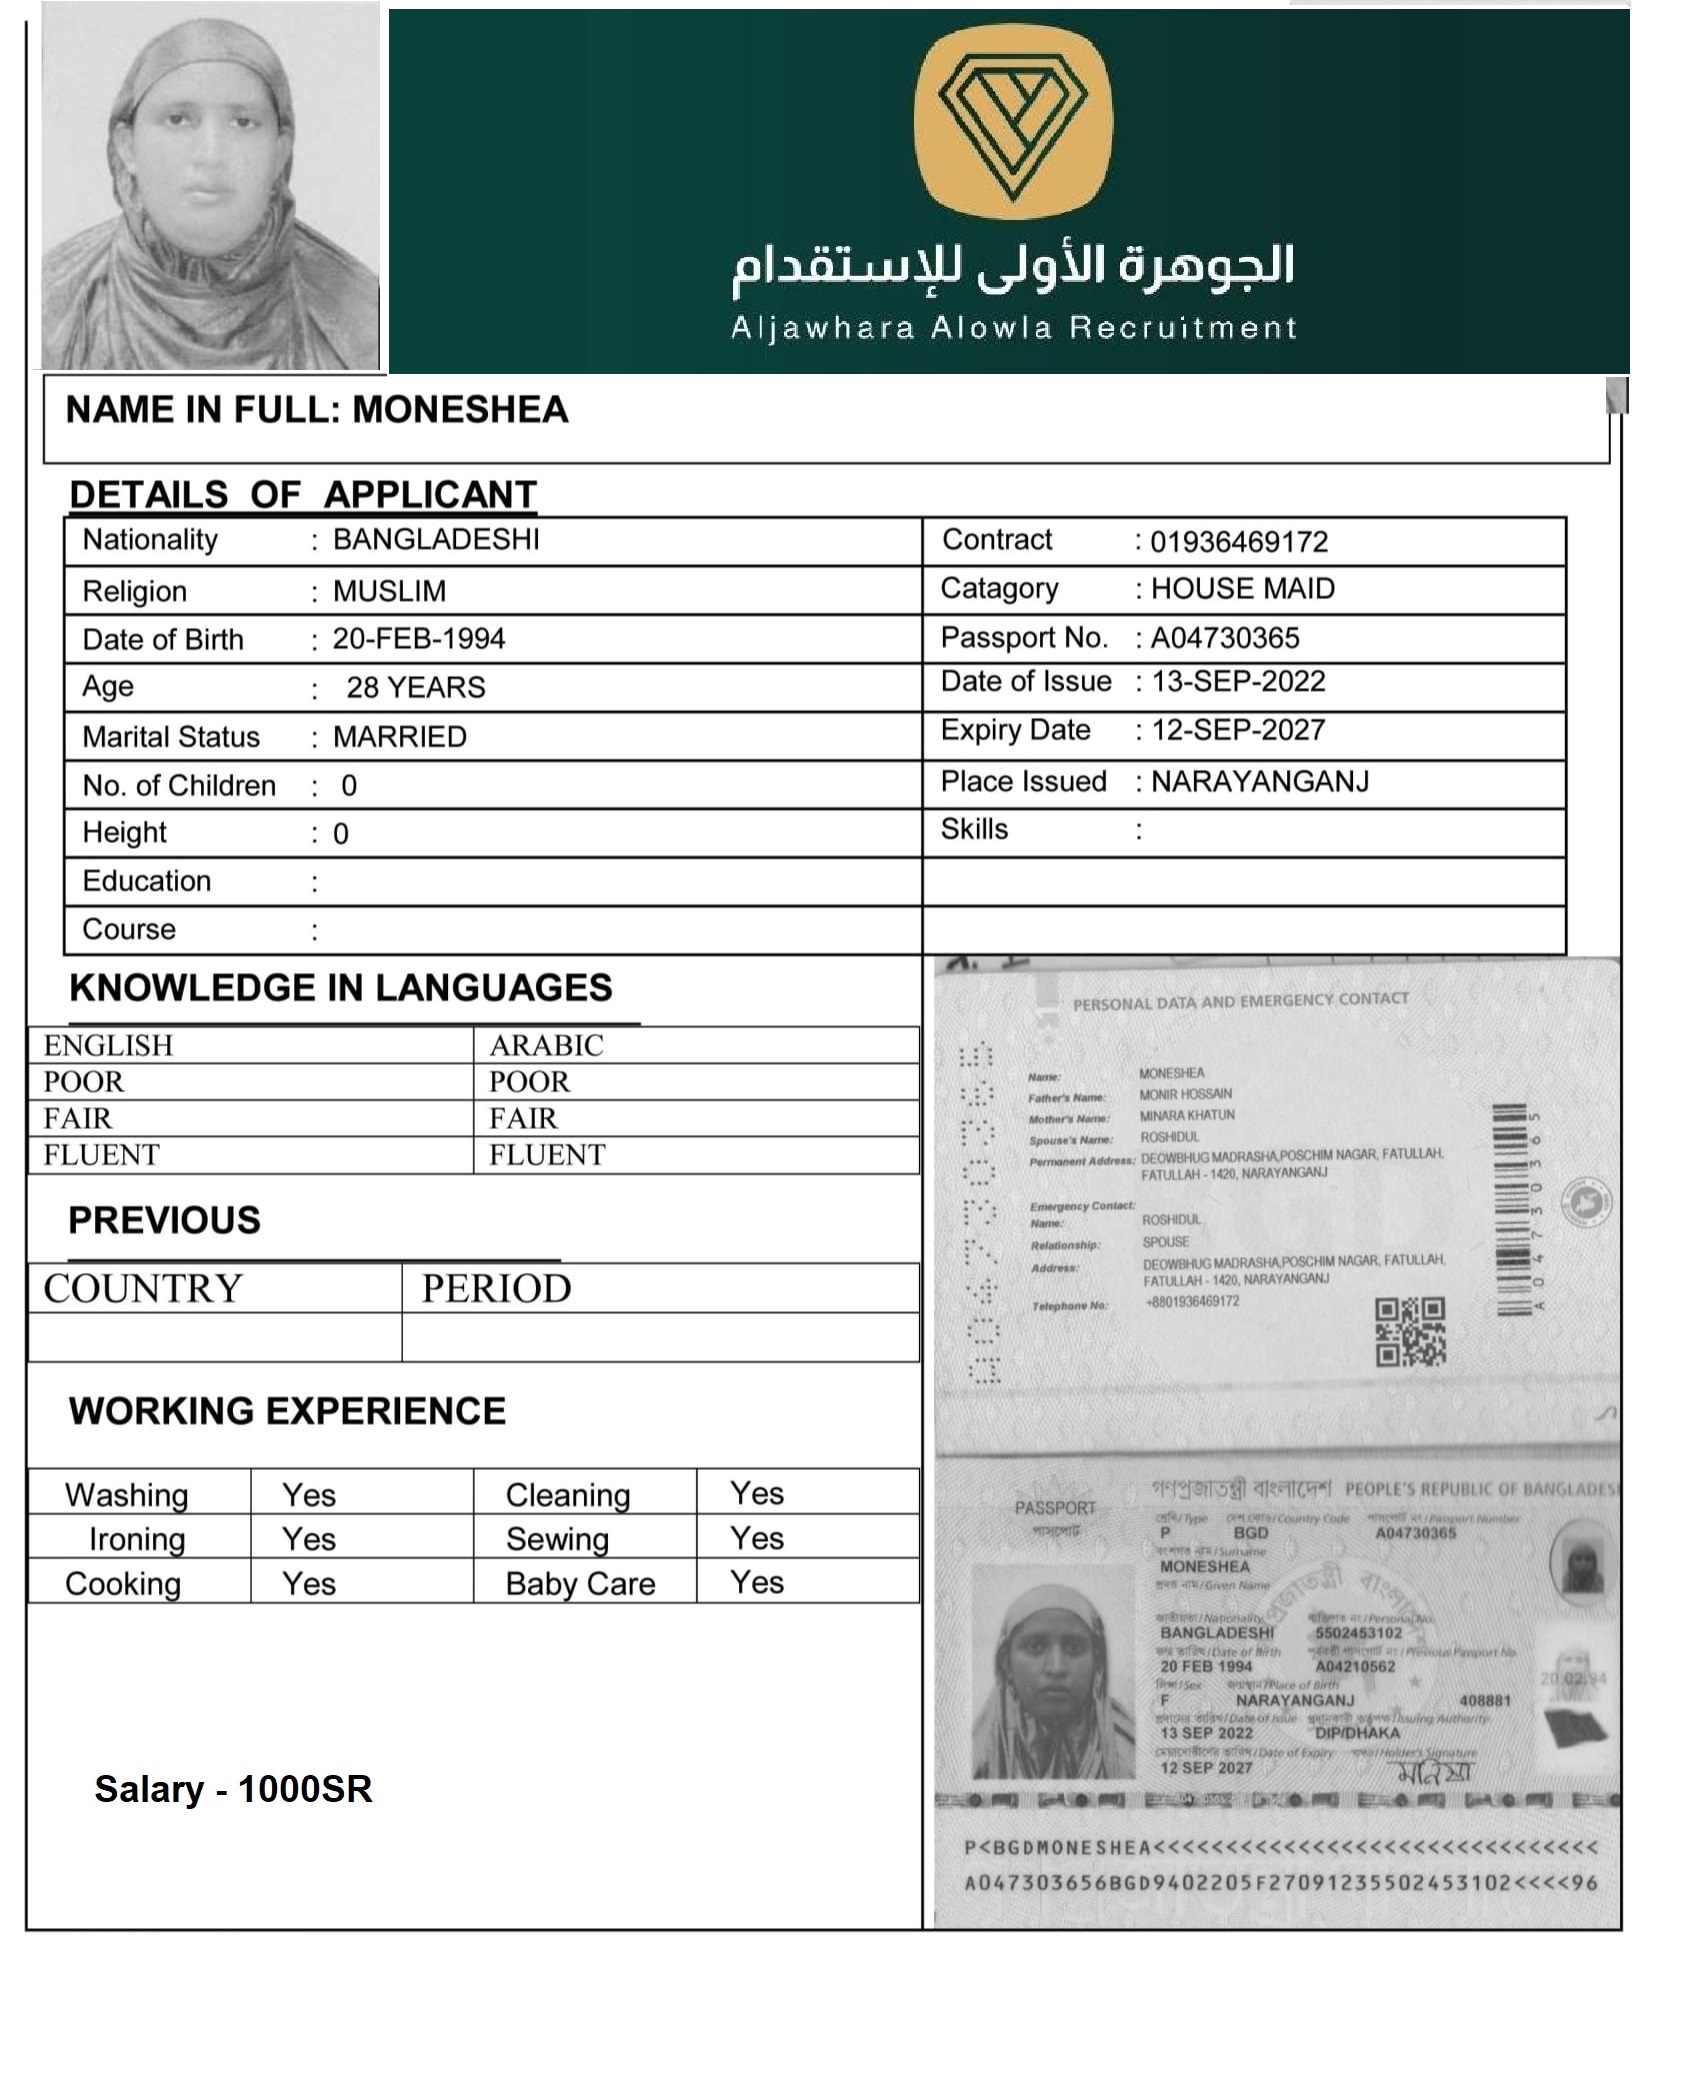 الجوهرة الأولى للإستقدام
Aljawhara Alowla Recruitment
NAME IN FULL: MONESHEA
DETAILS OF APPLICANT
Nationality : BANGLADESHI
Contract : 01936469172
Religion : MUSLIM
Catagory : HOUSE MAID
Date of Birth : 20-FEB-1994
Passport No. : A04730365
Age : 28 YEARS
Date of Issue : 13-SEP-2022
Marital Status : MARRIED
Expiry Date : 12-SEP-2027
No. of Children : 0
Place Issued : NARAYANGANJ
Height : 0
Skills :
Education :
Course :
KNOWLEDGE IN LANGUAGES
ENGLISH ARABIC
POOR POOR
FAIR FAIR
FLUENT FLUENT
PREVIOUS
COUNTRY PERIOD
WORKING EXPERIENCE
Washing Yes Cleaning Yes
Ironing Yes Sewing Yes
Cooking Yes Baby Care Yes
Salary - 1000SR
PERSONAL DATA AND EMERGENCY CONTACT
Name: MONESHEA
Father's Name: MONIR HOSSAIN
Mother's Name: MINARA KHATUN
Spouse's Name: ROSHIDUL
Permanent Address: DEOWBHUG MADRASHA,POSCHIM NAGAR, FATULLAH,
FATULLAH - 1420, NARAYANGANJ
Emergency Contact:
Name: ROSHIDUL
Relationship: SPOUSE
Address: DEOWBHUG MADRASHA,POSCHIM NAGAR, FATULLAH,
FATULLAH - 1420, NARAYANGANJ
Telephone No: +8801936469172
A04730365
গণপ্রজাতন্ত্রী বাংলাদেশ PEOPLE'S REPUBLIC OF BANGLADES
PASSPORT
পাসপোর্ট
শ্রেণি/Type দেশ কোড/Country Code পাসপোর্ট নং/Passport Number
P BGD A04730365
বংশগত নাম/Surname
MONESHEA
প্রদত্ত নাম/Given Name
জাতীয়তা/Nationality ব্যক্তিগত নং/Personal No.
BANGLADESHI 5502453102
জন্ম তারিখ/Date of Birth পূর্ববর্তী পাসপোর্ট নং/Previous Passport No.
20 FEB 1994 A04210562
লিঙ্গ/Sex জন্মস্থান/Place of Birth
F NARAYANGANJ 408881
প্রদানের তারিখ/Date of Issue প্রদানকারী কর্তৃপক্ষ/Issuing Authority
13 SEP 2022 DIP/DHAKA
মেয়াদোত্তীর্ণের তারিখ/Date of Expiry স্বাক্ষর/Holder's Signature
12 SEP 2027 মনিষা
20.02.94
P<BGDMONESHEA<<<<<<<<<<<<<<<<<<<<<<<<<<<<<<<
A047303656BGD9402205F2709123550245310​2<<<<96